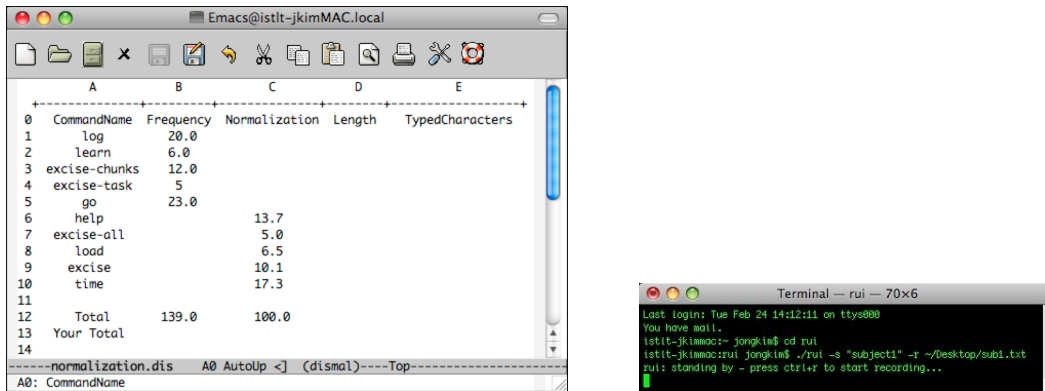 Emacs@istlt-jkimMAC.local
A B C D E
+--------------+---------+--------------+-------+------------------+
0 CommandName Frequency Normalization Length TypedCharacters
1 log 20.0
2 learn 6.0
3 excise-chunks 12.0
4 excise-task 5
5 go 23.0
6 help 13.7
7 excise-all 5.0
8 load 6.5
9 excise 10.1
10 time 17.3
11
12 Total 139.0 100.0
13 Your Total
14
------normalization.dis A0 AutoUp <] (dismal)----Top-----------------------
A0: CommandName
Terminal — rui — 70×6
Last login: Tue Feb 24 14:12:11 on ttys000
You have mail.
istlt-jkimmac:~ jongkim$ cd rui
istlt-jkimmac:rui jongkim$ ./rui -s "subject1" -r ~/Desktop/sub1.txt
rui: standing by - press ctrl+r to start recording...